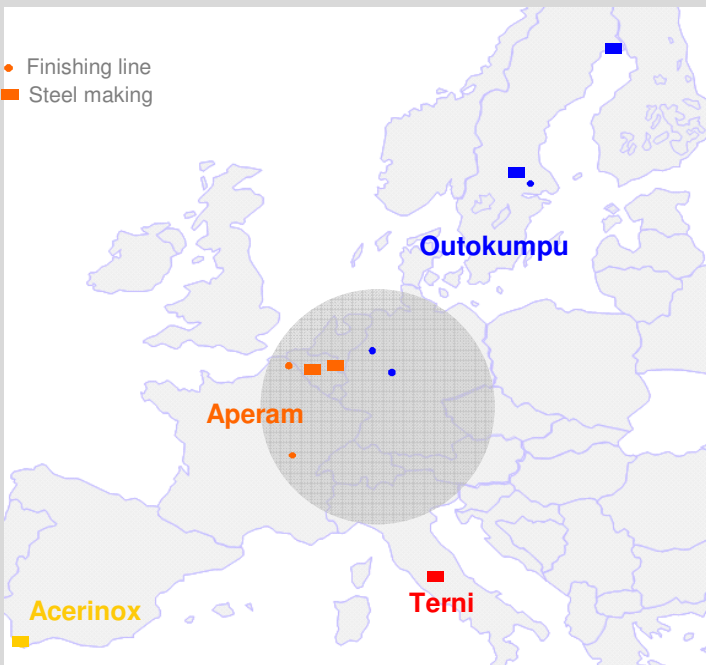 Finishing line
Steel making
Outokumpu
Aperam
Acerinox
Terni